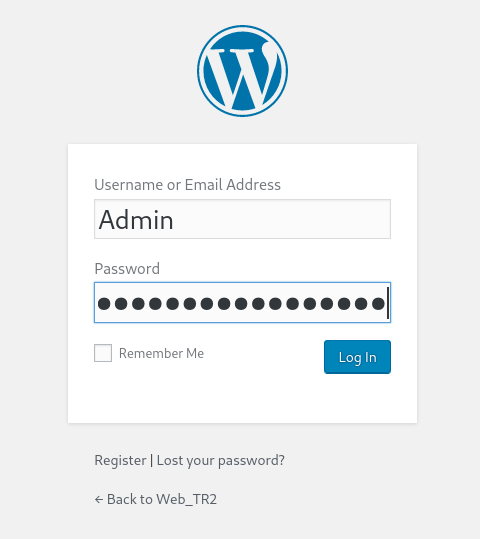 Username or Email Address
Admin
Password
Remember Me
Log In
Register | Lost your password?
← Back to Web_TR2